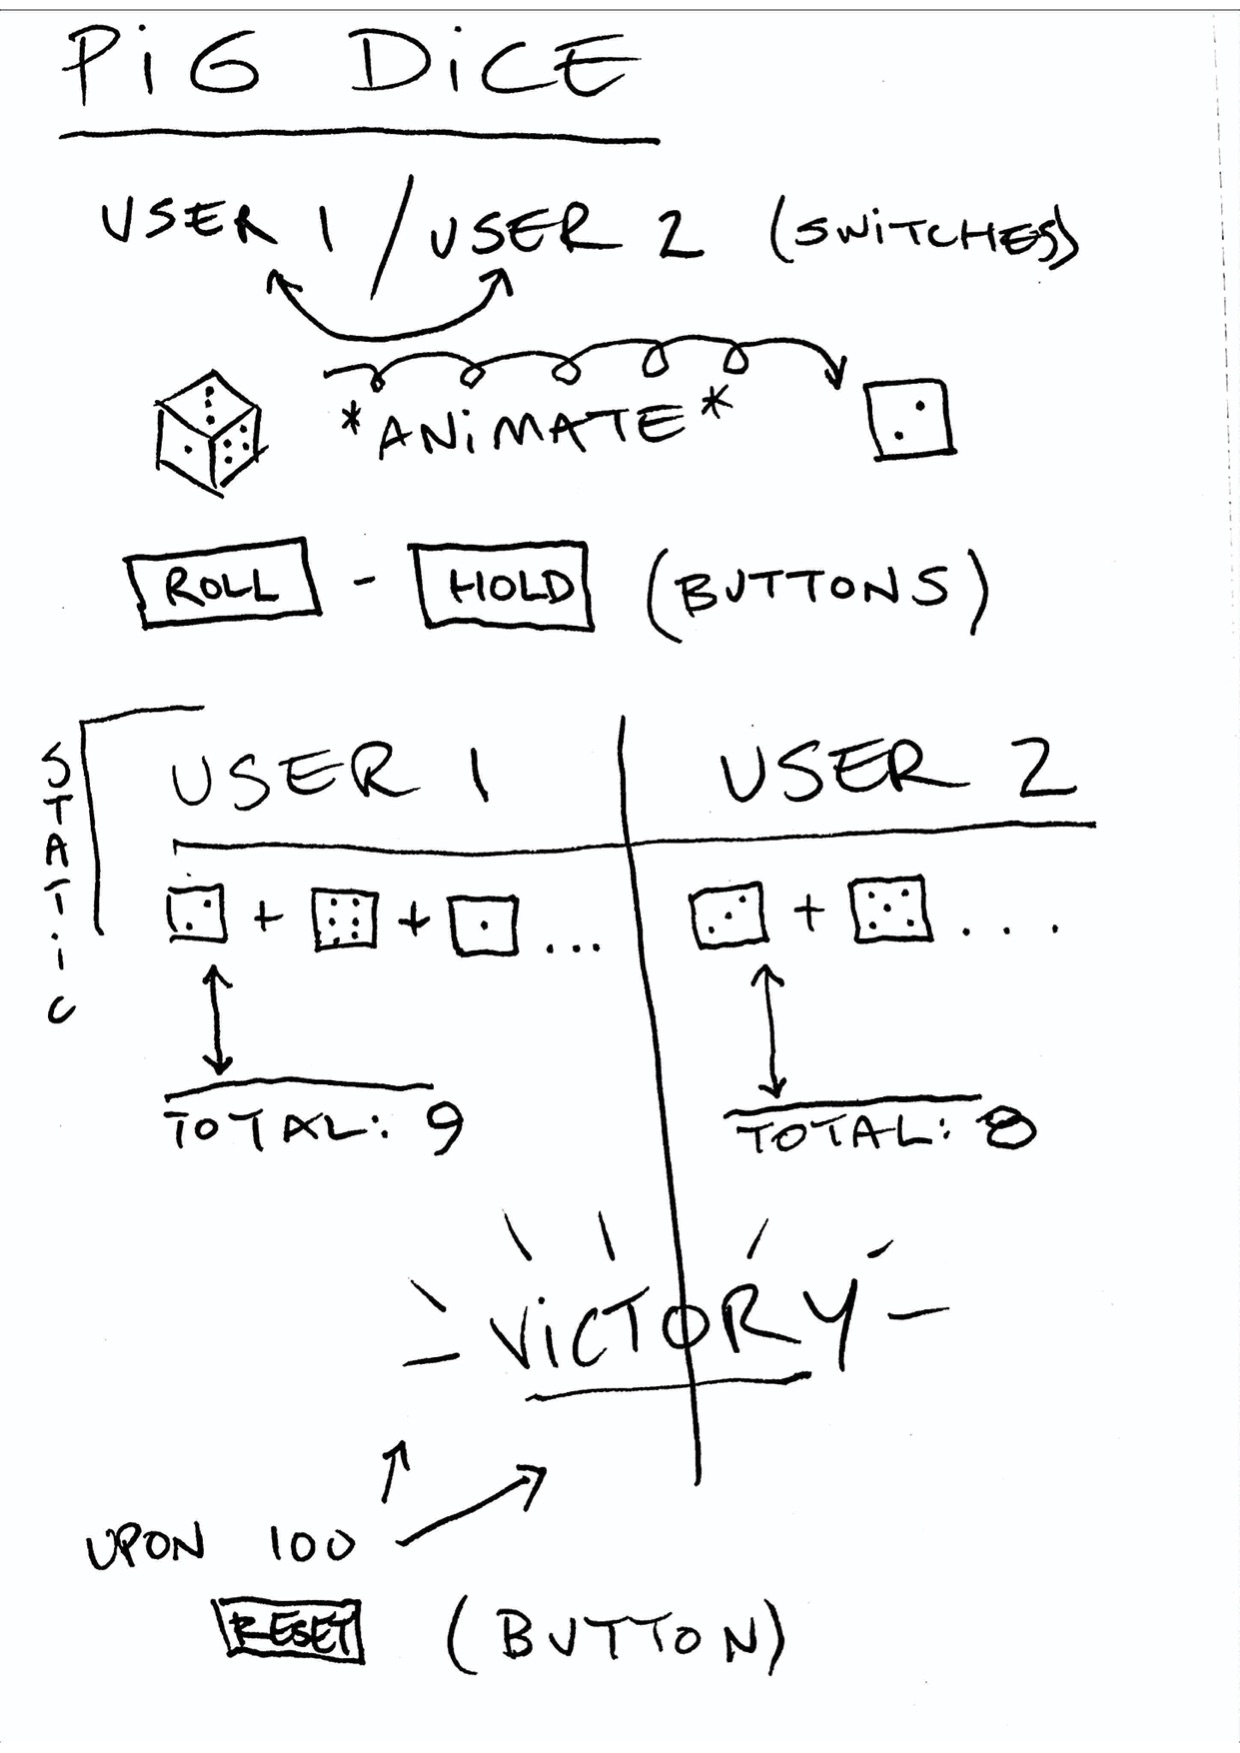 PiG DiCE
USER 1 / USER 2 (SWiTCHES)
*ANiMATE*
ROLL - HOLD (BUTTONS)
STATiC
USER 1 USER 2
+ + ... + ....
TOTAL: 9 TOTAL: 8
ViCTORY
UPON 100
RESET (BUTTON)